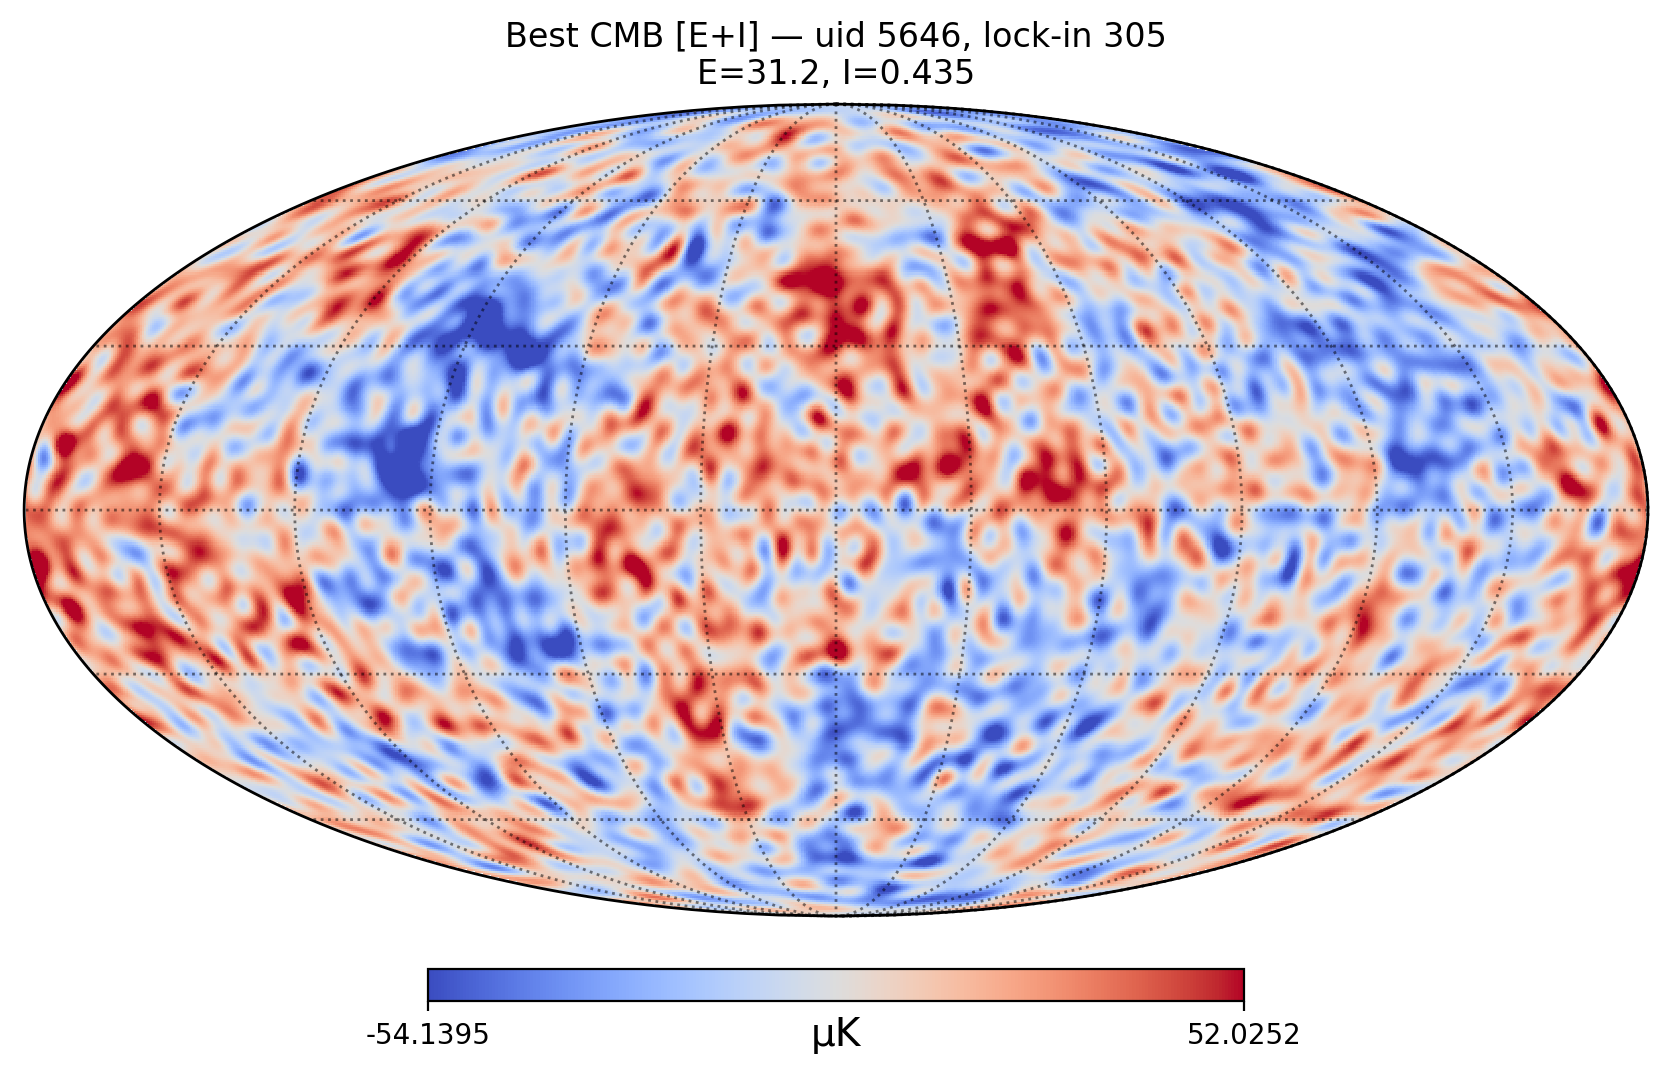 Best CMB [E+I] — uid 5646, lock-in 305
E=31.2, I=0.435
μK
-54.1395 52.0252